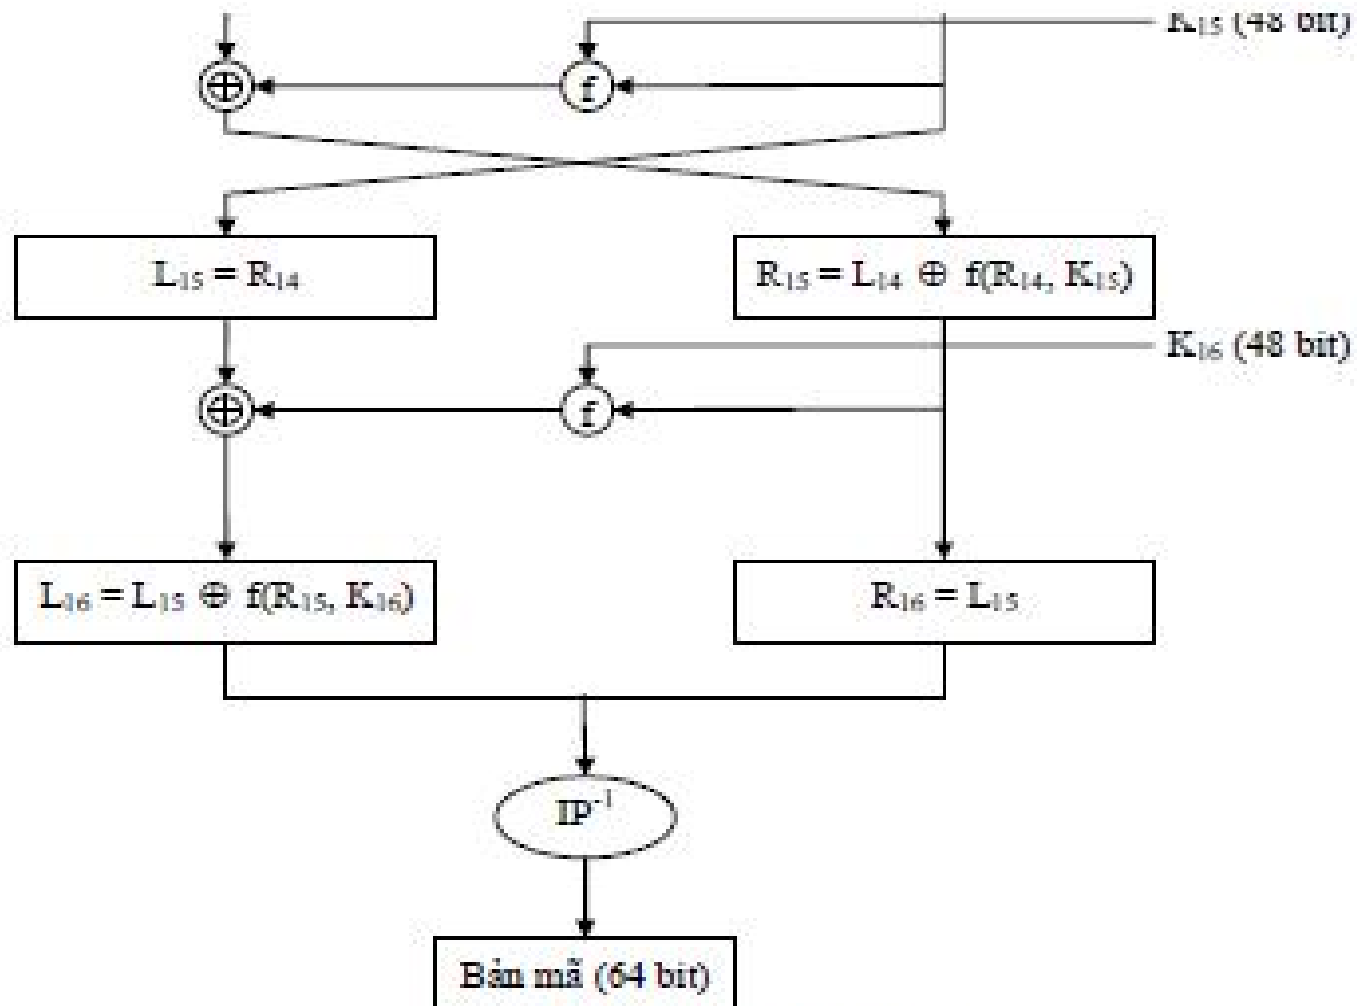 K₁₅ (48 bit)
⊕
f
L₁₅ = R₁₄
R₁₅ = L₁₄ ⊕ f(R₁₄, K₁₅)
K₁₆ (48 bit)
⊕
f
L₁₆ = L₁₅ ⊕ f(R₁₅, K₁₆)
R₁₆ = L₁₅
IP⁻¹
Bản mã (64 bit)